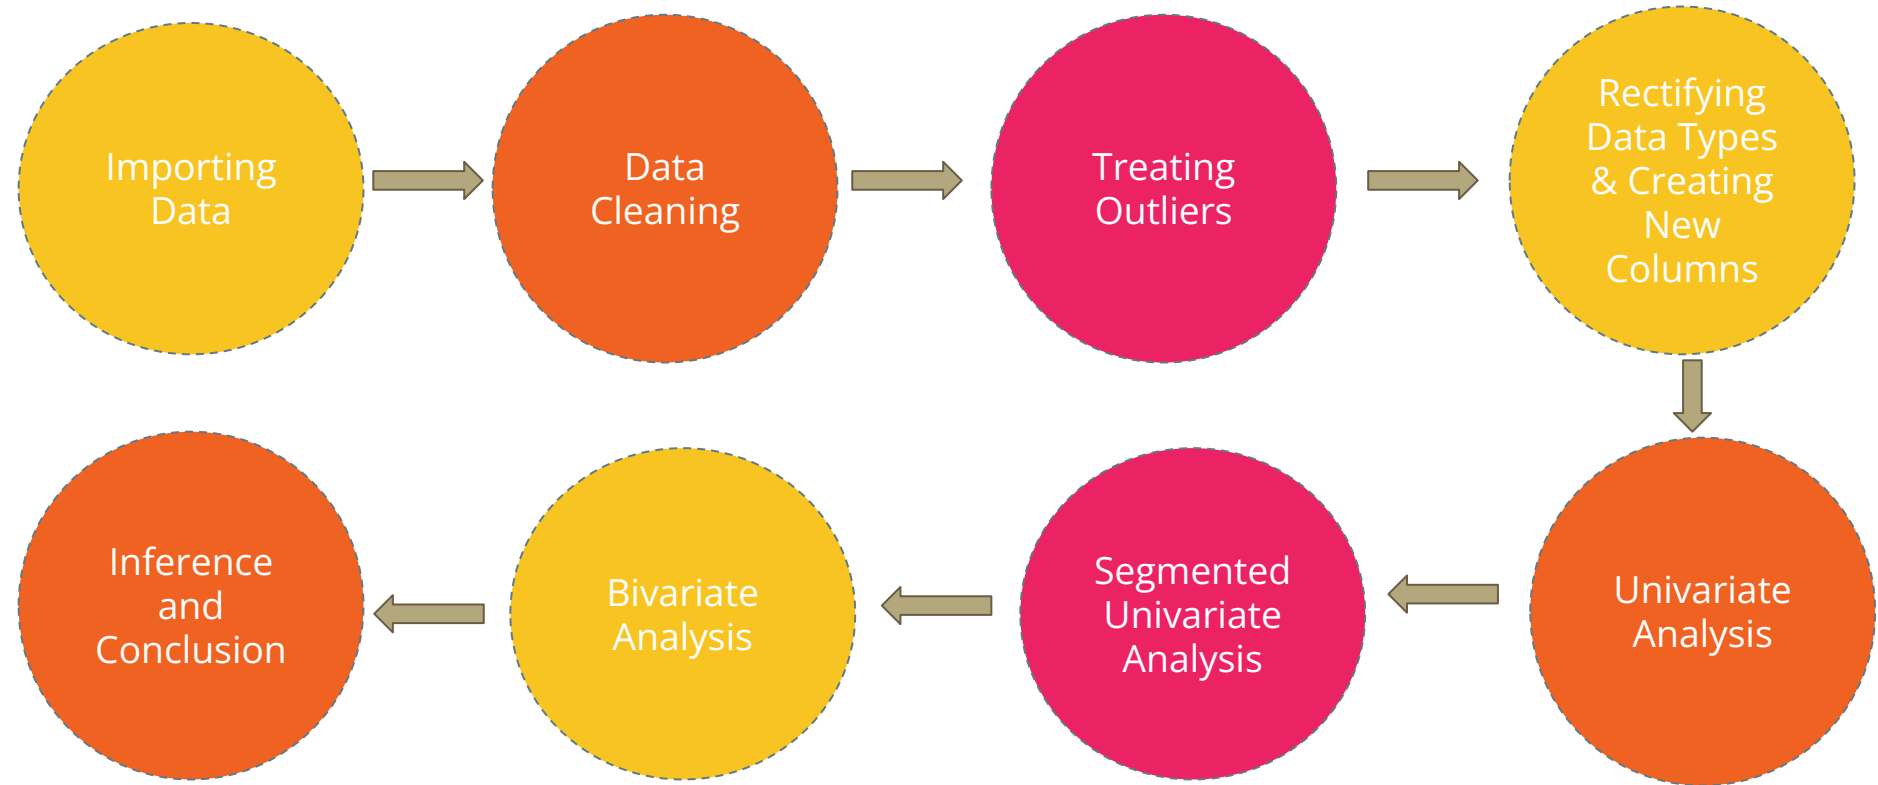 Importing
Data
Data
Cleaning
Treating
Outliers
Rectifying
Data Types
& Creating
New
Columns
Univariate
Analysis
Segmented
Univariate
Analysis
Bivariate
Analysis
Inference
and
Conclusion